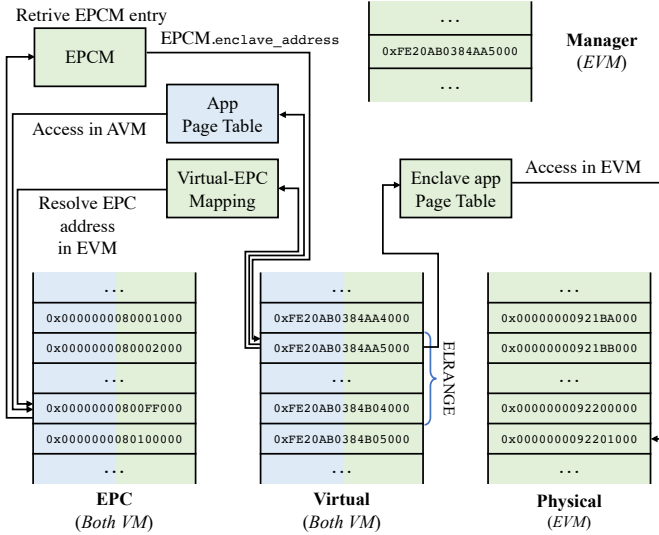 Retrive EPCM entry
EPCM
EPCM.enclave_address
...
0xFE20AB0384AA5000
...
Manager
(EVM)
App
Page Table
Access in AVM
Virtual-EPC
Mapping
Resolve EPC
address
in EVM
Enclave app
Page Table
Access in EVM
...
0x0000000080001000
0x0000000080002000
...
0x00000000800FF000
0x0000000080100000
...
EPC
(Both VM)
...
0xFE20AB0384AA4000
0xFE20AB0384AA5000
...
0xFE20AB0384B04000
0xFE20AB0384B05000
...
ELRANGE
Virtual
(Both VM)
...
0x00000000921BA000
0x00000000921BB000
...
0x0000000092200000
0x0000000092201000
...
Physical
(EVM)